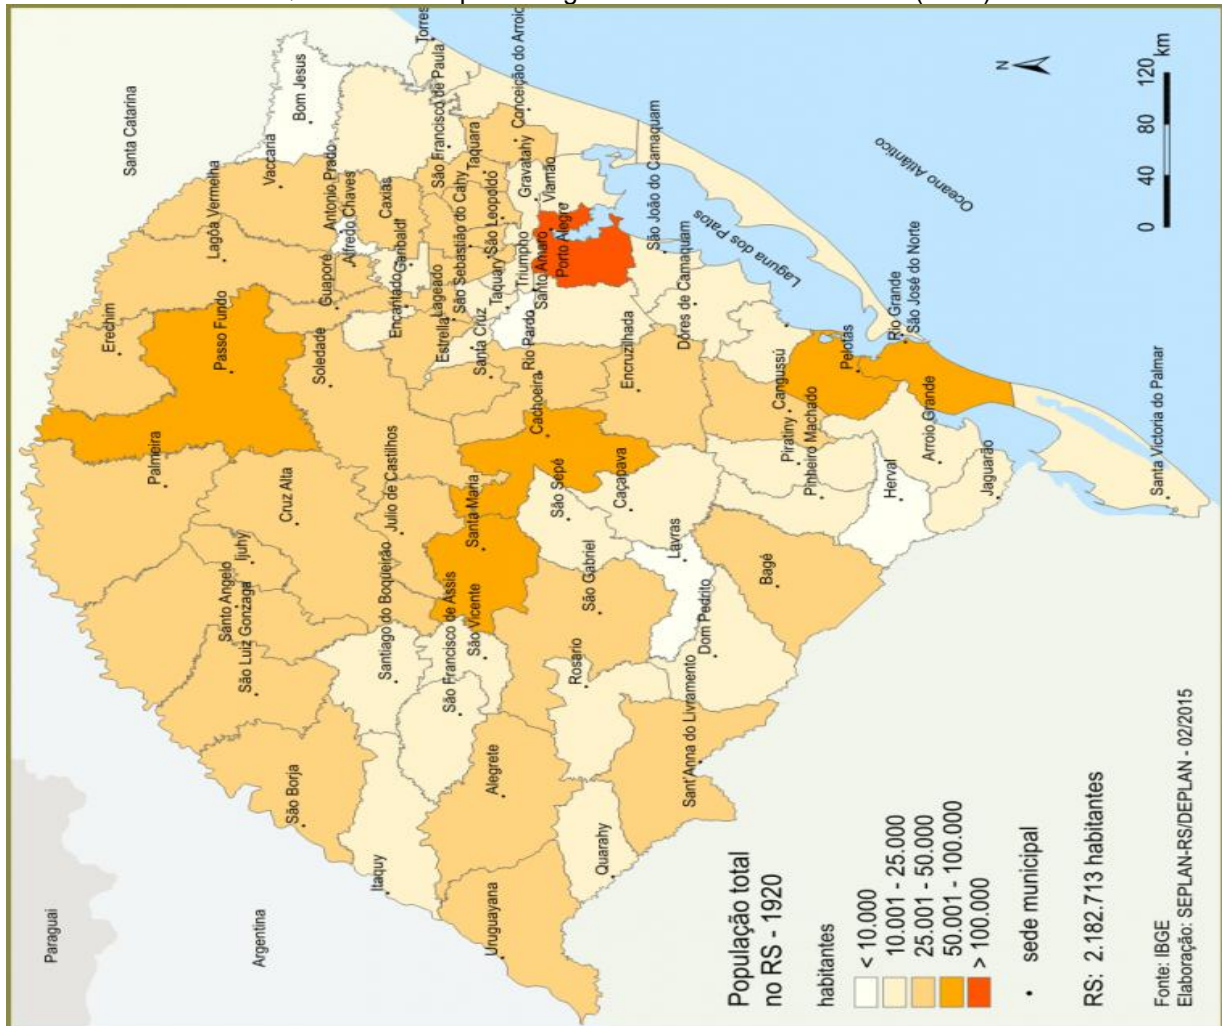 Paraguai
Santa Catarina
Argentina
Erechim
Palmeira
Lagoa Vermelha
Passo Fundo
Vaccaria
Santo Angelo
São Luiz Gonzaga
Ijuhy
Cruz Alta
São Borja
Bom Jesus
Soledade
Guapore
Antonio Prado
Alfredo Chaves
Caxias
Garibaldi
Encantado
Julio de Castilhos
Santiago do Boqueirão
Itaquy
Torres
São Francisco de Paula
São Sebastião do Cahy
Lageado
Estrella
São Francisco de Assis
São Vicente
Santa Maria
Santa Cruz
Taquara
São Leopoldo
Taquary
Alegrete
Uruguayana
Conceição do Arroio
Gravatahy
Viamão
Triumpho
Santo Amaro
Porto Alegre
Rio Pardo
Cachoeira
São Sepé
São Gabriel
Rosario
Quarahy
Encruzilhada
Caçapava
São João do Camaquam
Dores de Camaquam
Lavras
Dom Pedrito
Sant'Anna do Livramento
Laguna dos Patos
Bagé
Cangussú
Piratiny
Pinheiro Machado
Pelotas
Herval
Rio Grande
São José do Norte
Arroio Grande
Jaguarão
Oceano Atlântico
Santa Victoria do Palmar
N
0 40 80 120 km
População total
no RS - 1920
habitantes
< 10.000
10.001 - 25.000
25.001 - 50.000
50.001 - 100.000
> 100.000
sede municipal
RS: 2.182.713 habitantes
Fonte: IBGE
Elaboração: SEPLAN-RS/DEPLAN - 02/2015